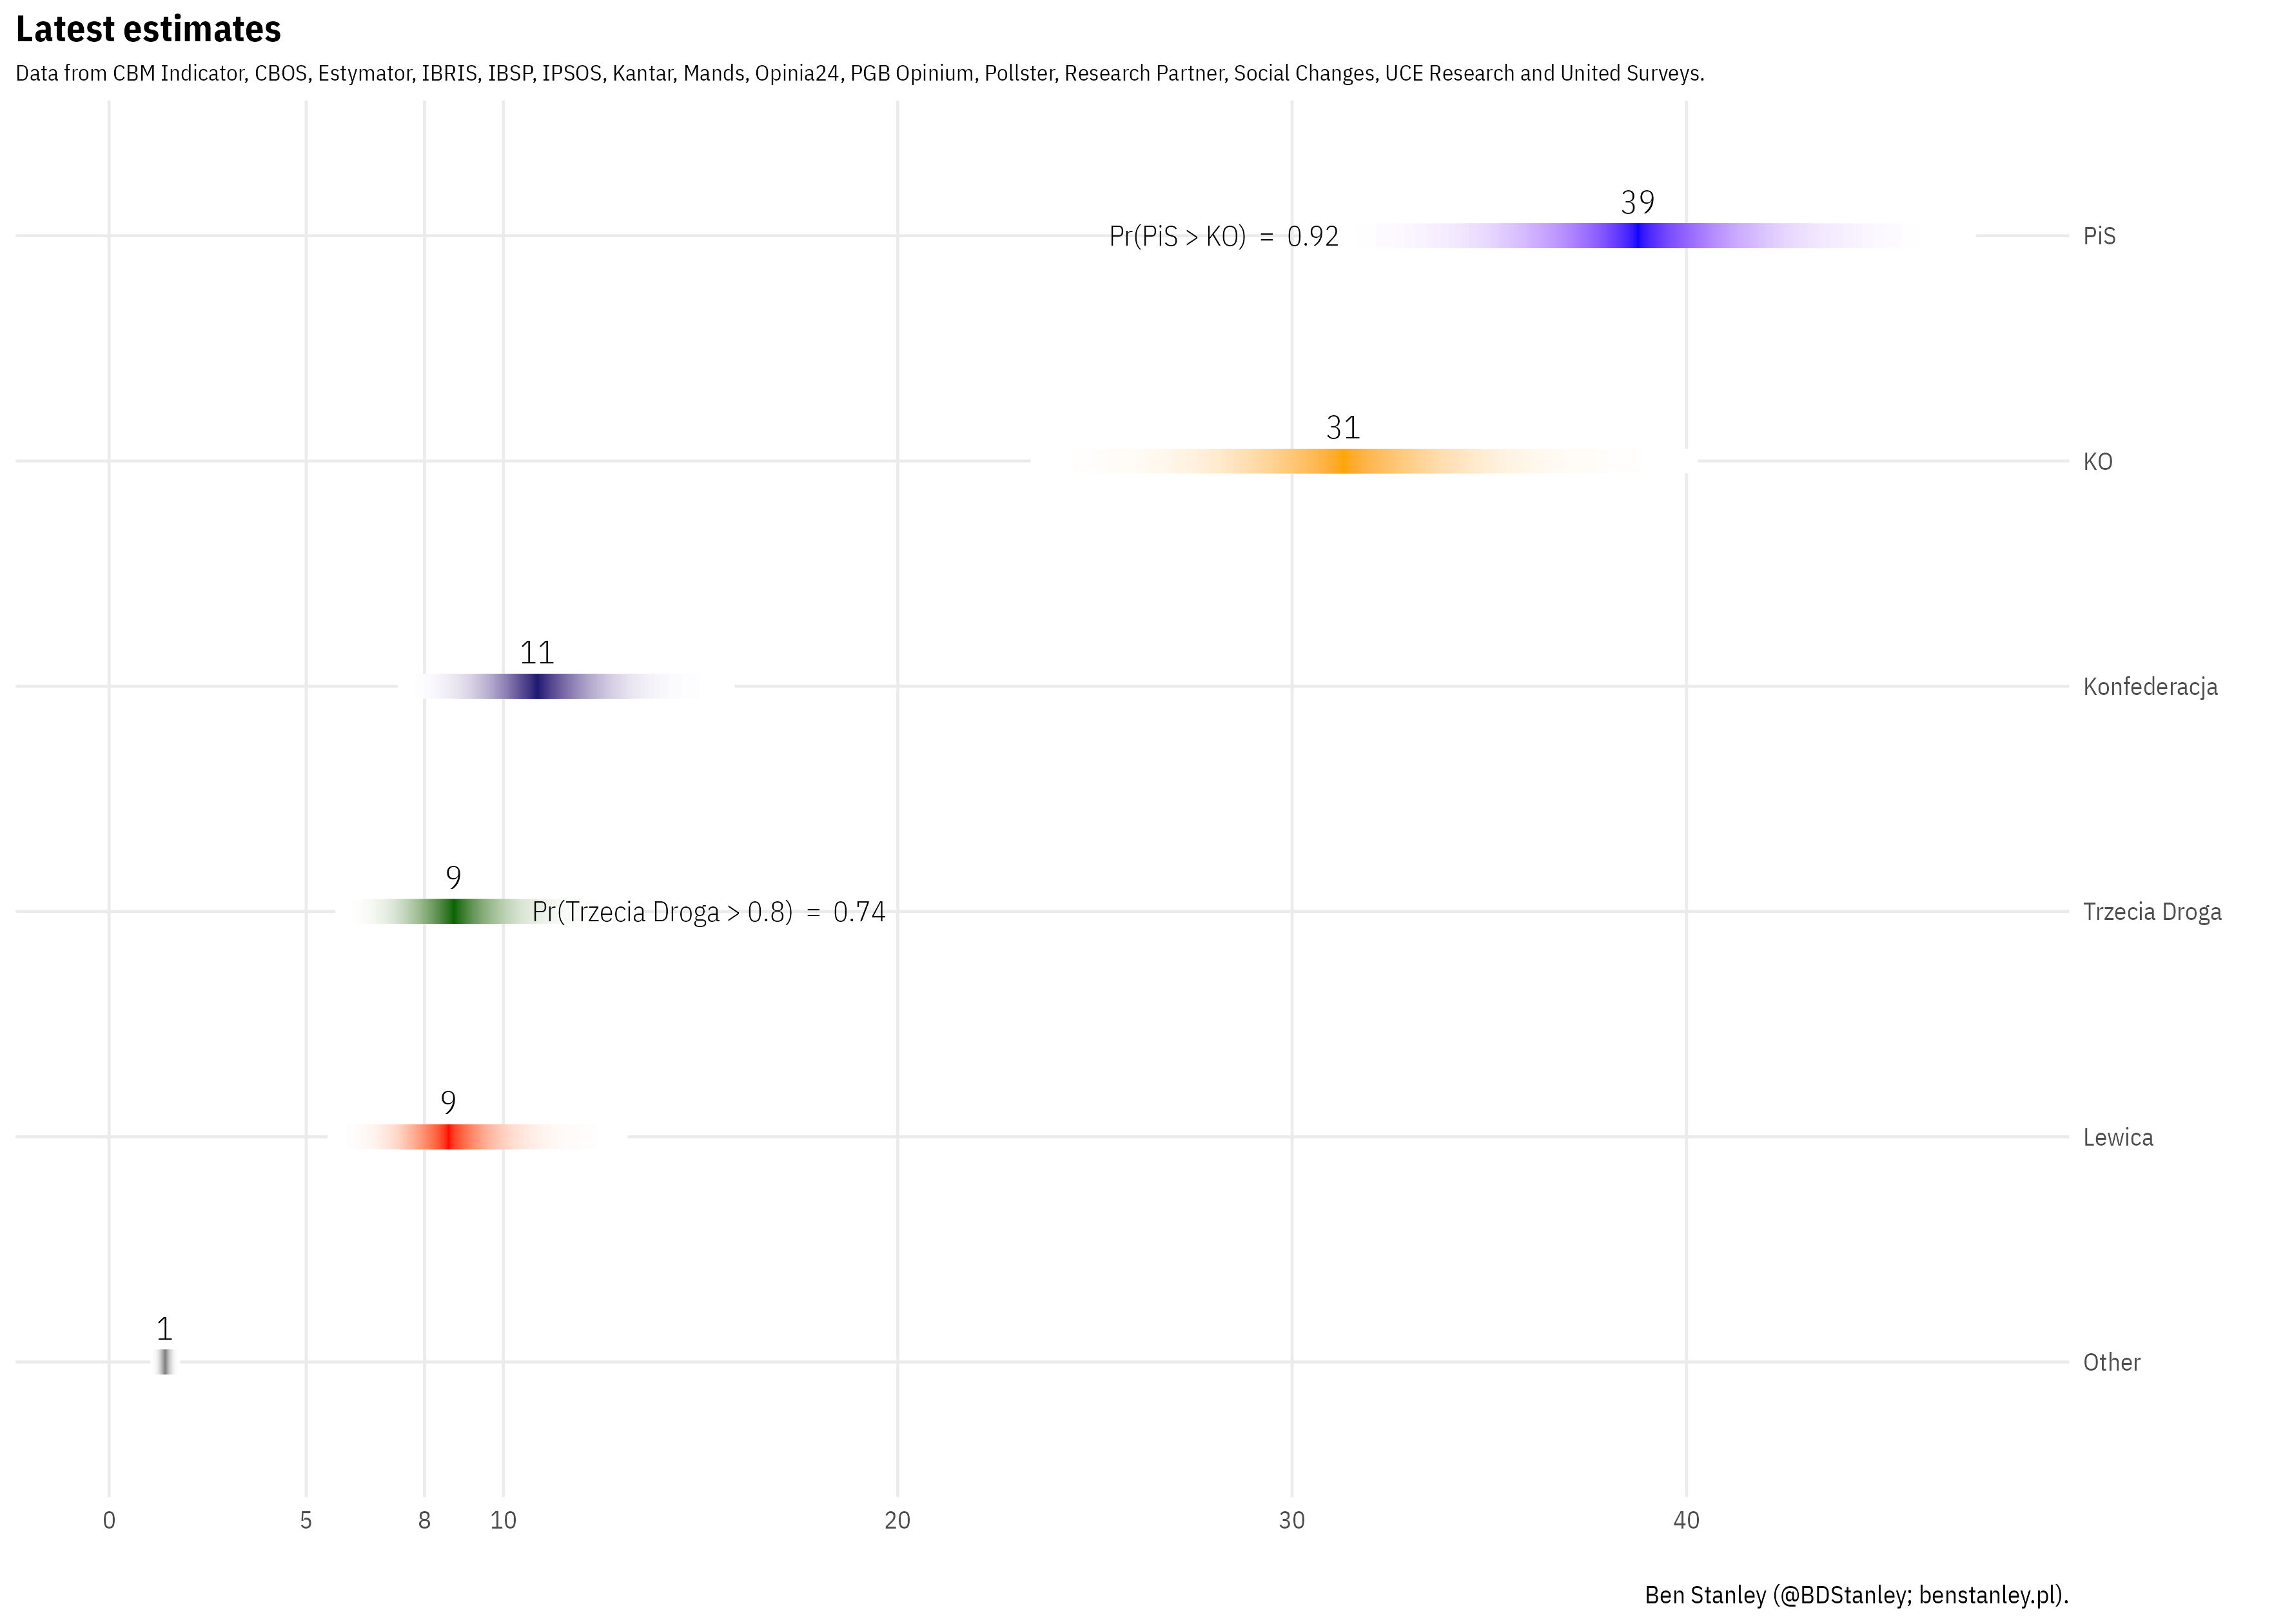 Latest estimates
Data from CBM Indicator, CBOS, Estymator, IBRIS, IBSP, IPSOS, Kantar, Mands, Opinia24, PGB Opinium, Pollster, Research Partner, Social Changes, UCE Research and United Surveys.
39
Pr(PiS > KO) = 0.92
PiS
31
KO
11
Konfederacja
9
Pr(Trzecia Droga > 0.8) = 0.74
Trzecia Droga
9
Lewica
1
Other
0 5 8 10 20 30 40
Ben Stanley (@BDStanley; benstanley.pl).